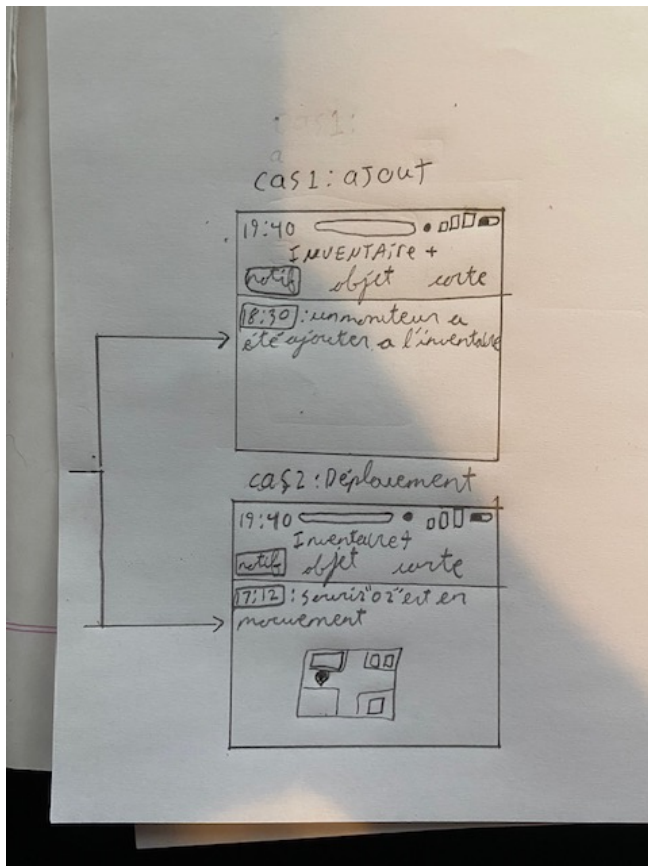 cas1: ajout
19:40
INVENTAire +
notif objet carte
18:30 : un moniteur a
été ajouter a l'inventaire
cas2: Déplacement
19:40
Inventaire +
notif objet carte
17:12 : souris "02" est en
mouvement